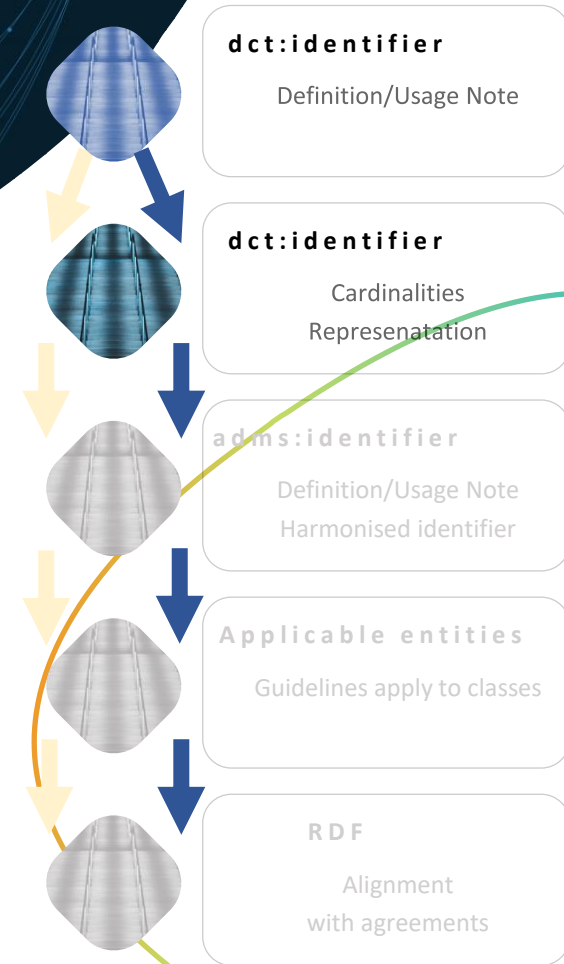 dct:identifier
Definition/Usage Note
dct:identifier
Cardinalities
Represenatation
adms:identifier
Definition/Usage Note
Harmonised identifier
Applicable entities
Guidelines apply to classes
RDF
Alignment
with agreements